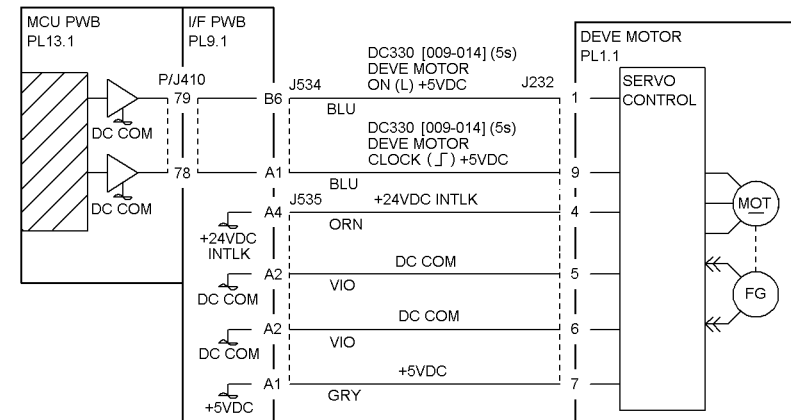 MCU PWB
PL13.1
I/F PWB
PL9.1
DEVE MOTOR
PL1.1
DC330 [009-014] (5s)
DEVE MOTOR
ON (L) +5VDC
P/J410
J534
J232
SERVO
CONTROL
79
B6
1
BLU
DC COM
DC330 [009-014] (5s)
DEVE MOTOR
CLOCK ( ) +5VDC
78
A1
9
BLU
DC COM
J535
+24VDC INTLK
A4
4
ORN
MOT
+24VDC
INTLK
DC COM
A2
5
VIO
DC COM
FG
DC COM
A2
6
VIO
DC COM
+5VDC
A1
7
GRY
+5VDC